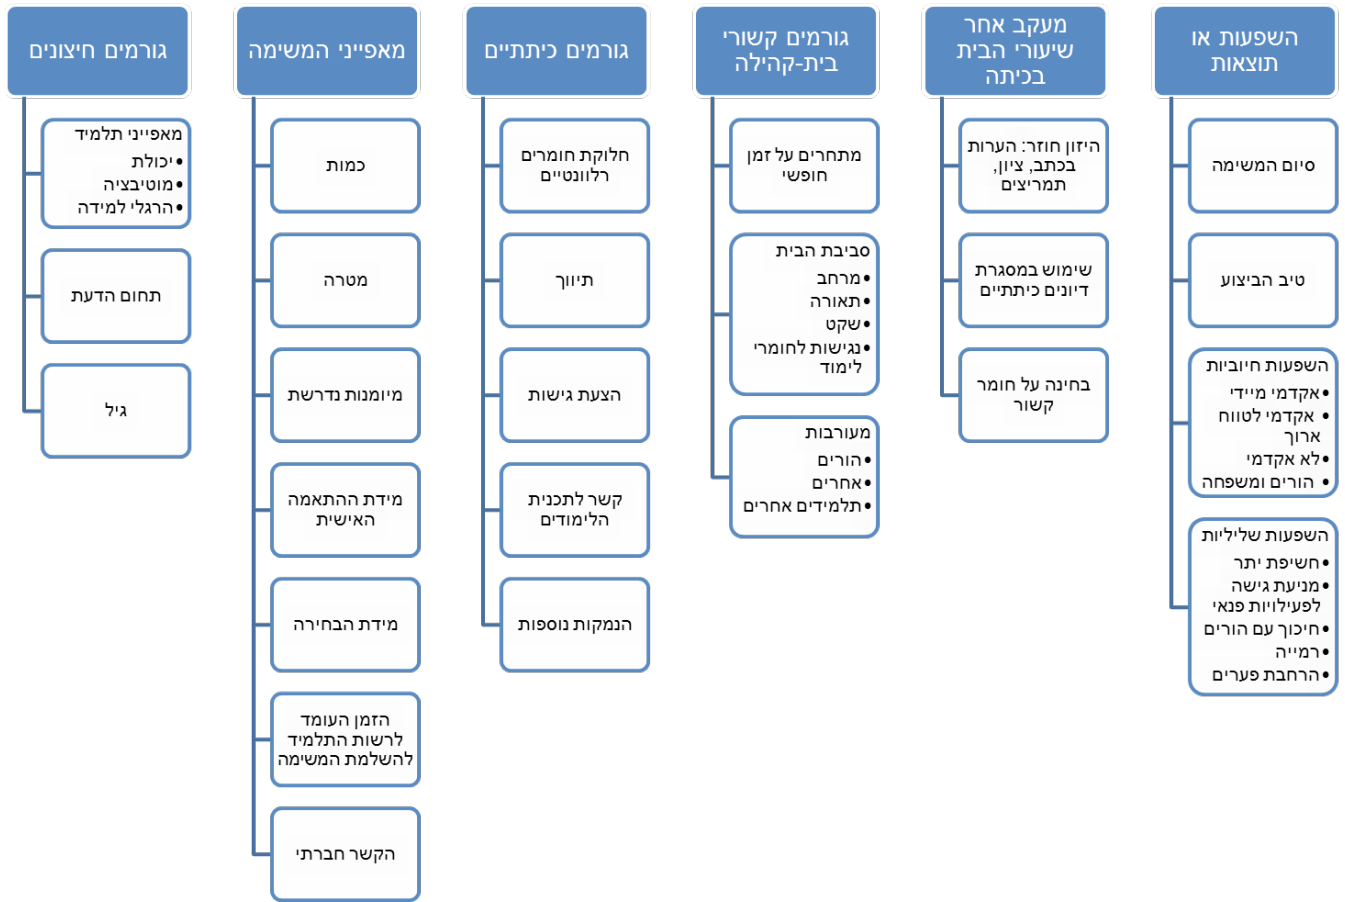 גורמים חיצונים
מאפייני תלמיד
•יכולת
•מוטיבציה
•הרגלי למידה
תחום הדעת
גיל
מאפייני המשימה
כמות
מטרה
מיומנות נדרשת
מידת ההתאמה
האישית
מידת הבחירה
הזמן העומד
לרשות התלמיד
להשלמת המשימה
הקשר חברתי
גורמים כיתתיים
חלוקת חומרים
רלוונטיים
תיווך
הצעת גישות
קשר לתכנית
הלימודים
הנמקות נוספות
גורמים קשורי
בית-קהילה
מתחרים על זמן
חופשי
סביבת הבית
•מרחב
•תאורה
•שקט
•נגישות לחומרי
לימוד
מעורבות
•הורים
•אחרים
•תלמידים אחרים
מעקב אחר
שיעורי הבית
בכיתה
היזון חוזר: הערות
בכתב, ציון,
תמריצים
שימוש במסגרת
דיונים כיתתיים
בחינה על חומר
קשור
השפעות או
תוצאות
סיום המשימה
טיב הביצוע
השפעות חיוביות
•אקדמי מיידי
• אקדמי לטווח
ארוך
•לא אקדמי
• הורים ומשפחה
השפעות שליליות
•חשיפת יתר
•מניעת גישה
לפעילויות פנאי
•חיכוך עם הורים
•רמייה
•הרחבת פערים